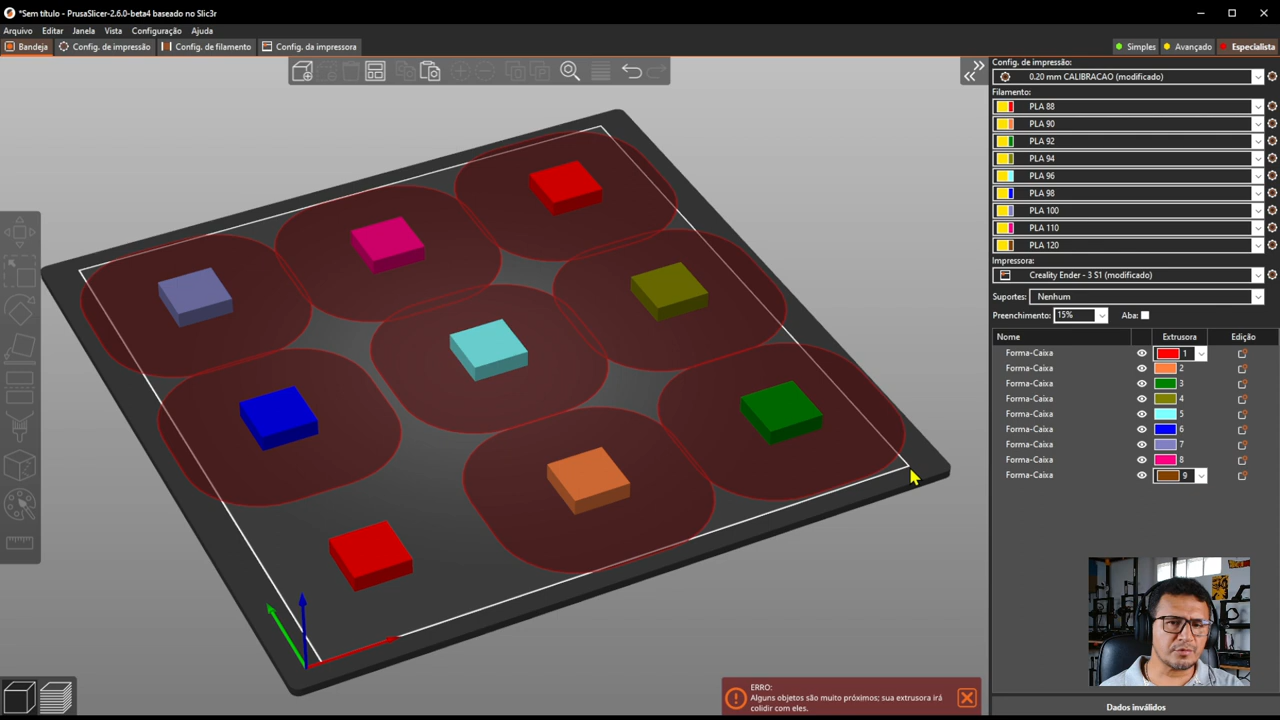 *Sem título - PrusaSlicer-2.6.0-beta4 baseado no Slic3r
Arquivo Editar Janela Vista Configuração Ajuda
Bandeja Config. de impressão Config. de filamento Config. da impressora Simples Avançado Especialista
Config. de impressão:
0.20 mm CALIBRACAO (modificado)
Filamento:
PLA 88
PLA 90
PLA 92
PLA 94
PLA 96
PLA 98
PLA 100
PLA 110
PLA 120
Impressora:
Creality Ender - 3 S1 (modificado)
Suportes: Nenhum
Preenchimento: 15% Aba:
Nome Extrusora Edição
Forma-Caixa 1
Forma-Caixa 2
Forma-Caixa 3
Forma-Caixa 4
Forma-Caixa 5
Forma-Caixa 6
Forma-Caixa 7
Forma-Caixa 8
Forma-Caixa 9
ERRO:
Alguns objetos são muito próximos; sua extrusora irá
colidir com eles.
Dados inválidos